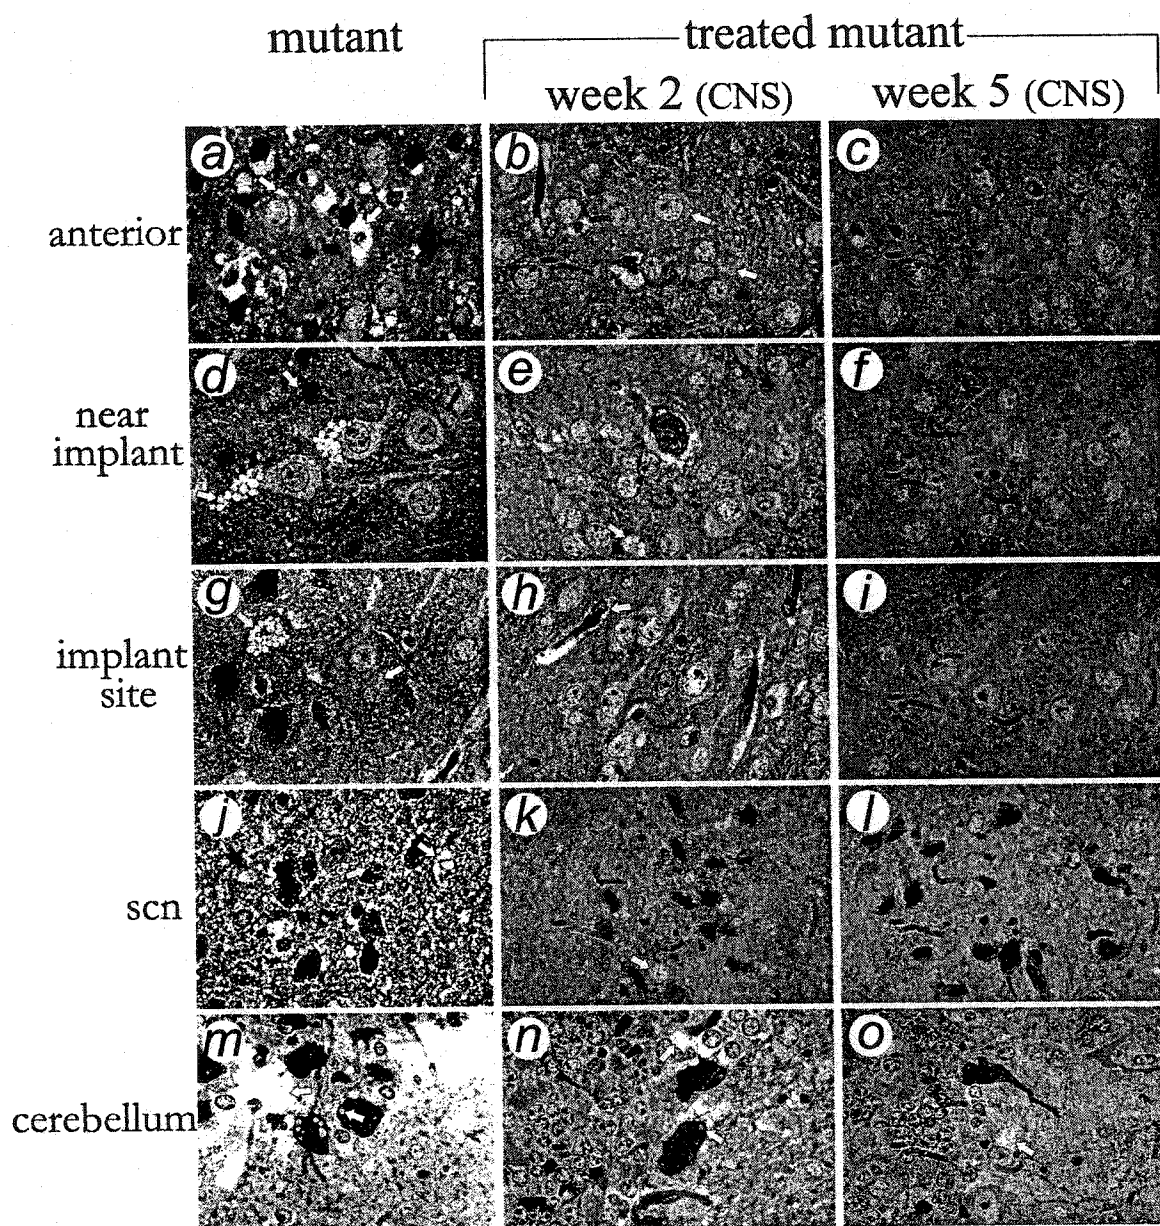 mutant
treated mutant
week 2 (CNS)
week 5 (CNS)
anterior
a
b
c
near
implant
d
e
f
implant
site
g
h
i
scn
j
k
l
cerebellum
m
n
o